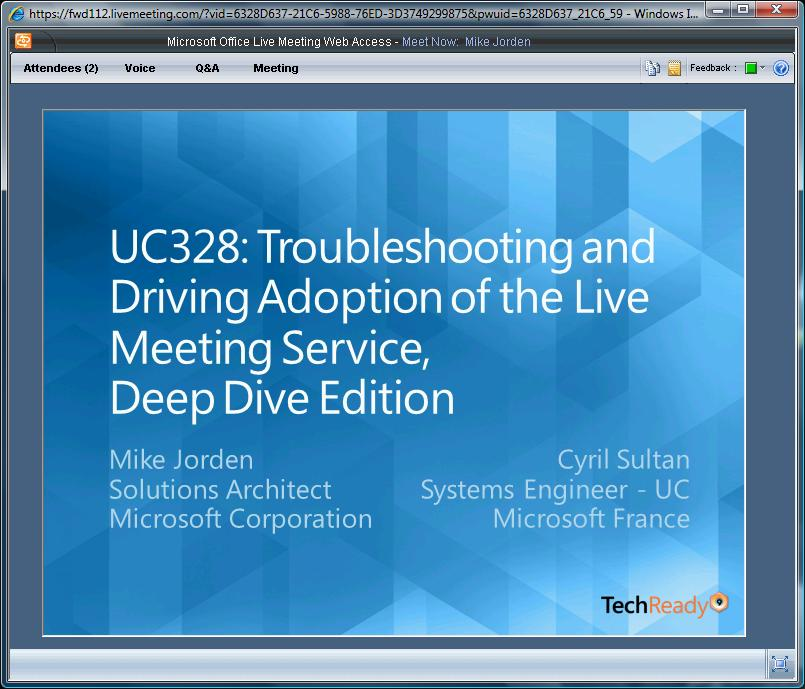 https://fwd112.livemeeting.com/?vid=6328D637-21C6-5988-76ED-3D3749299875&pwuid=6328D637_21C6_59 - Windows I...
Microsoft Office Live Meeting Web Access - Meet Now: Mike Jorden
Attendees (2) Voice Q&A Meeting Feedback :
UC328: Troubleshooting and
Driving Adoption of the Live
Meeting Service,
Deep Dive Edition
Mike Jorden
Solutions Architect
Microsoft Corporation
Cyril Sultan
Systems Engineer - UC
Microsoft France
TechReady